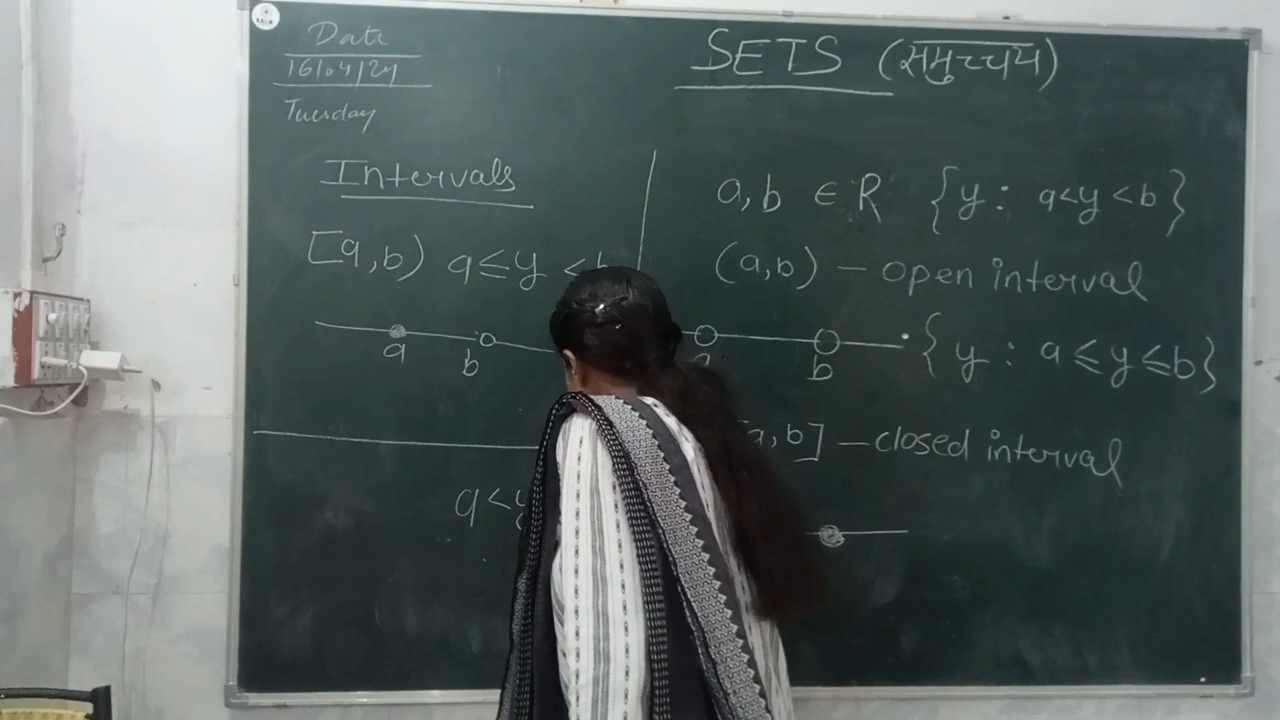 Date
16/04/24
Tuesday
SETS (समुच्चय)
Intervals
[a,b) a≤y <
a b
a<y
a,b ∈ R {y : a<y<b}
(a,b) — open interval
b
{y : a≤y≤b}
a,b] — closed interval